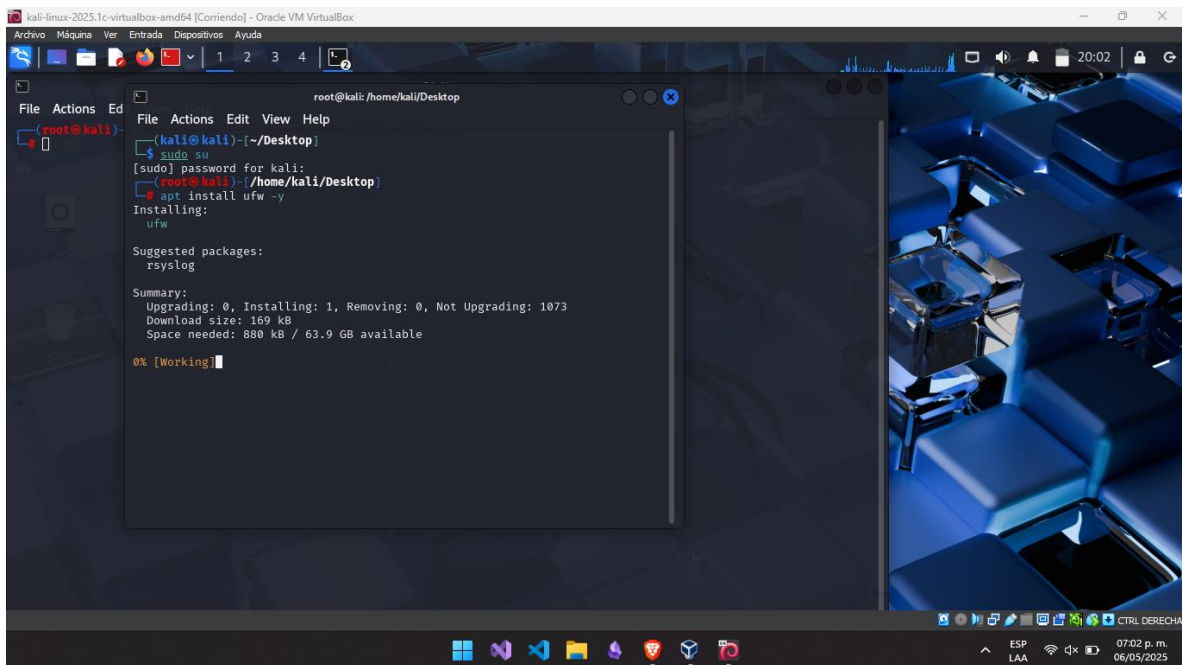 kali-linux-2025.1c-virtualbox-amd64 [Corriendo] - Oracle VM VirtualBox
Archivo Máquina Ver Entrada Dispositivos Ayuda
1 2 3 4
2
20:02
File Actions Ed
(root㉿kali)-
#
root@kali: /home/kali/Desktop
File Actions Edit View Help
(kali㉿kali)-[~/Desktop]
$ sudo su
[sudo] password for kali:
(root㉿kali)-[/home/kali/Desktop]
# apt install ufw -y
Installing:
ufw
Suggested packages:
rsyslog
Summary:
Upgrading: 0, Installing: 1, Removing: 0, Not Upgrading: 1073
Download size: 169 kB
Space needed: 880 kB / 63.9 GB available
0% [Working]
CTRL DERECHA
ESP
LAA
07:02 p. m.
06/05/2025